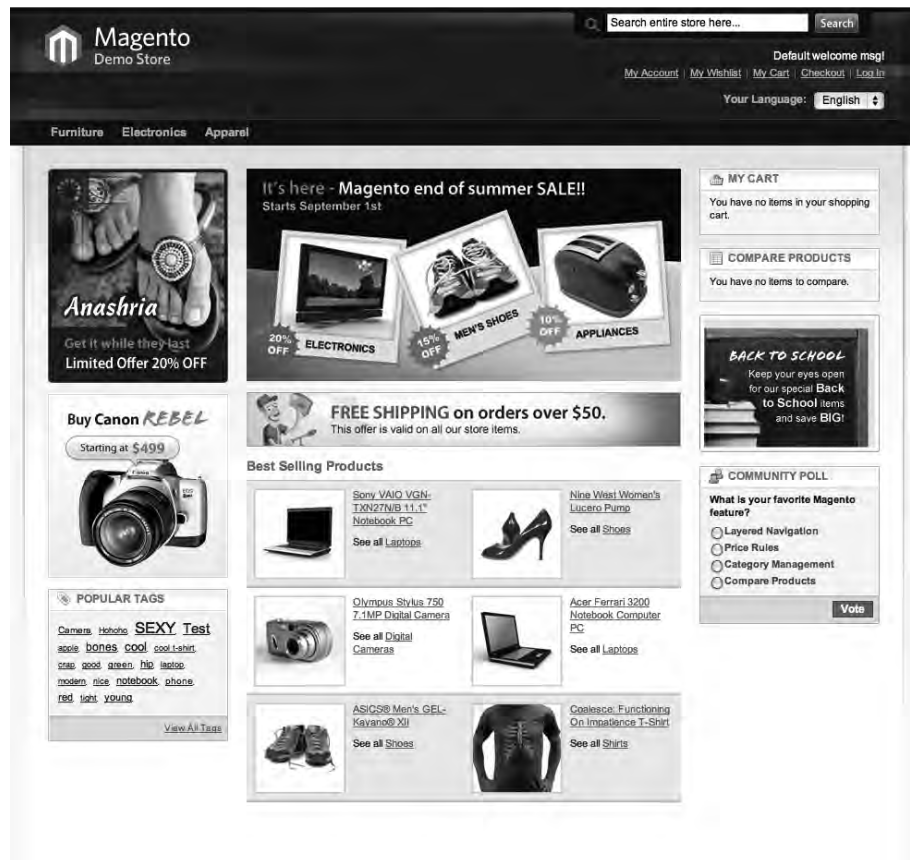 Magento
Demo Store
Search entire store here...
Search
Default welcome msg!
My Account | My Wishlist | My Cart | Checkout | Log In
Your Language: English
Furniture Electronics Apparel
Anashria
Get it while they last
Limited Offer 20% OFF
Buy Canon REBEL
Starting at $499
Canon
EOS
POPULAR TAGS
Camera, Hohoho, SEXY Test
apple, bones, cool, cool t-shirt,
crap, good, green, hip, laptop,
modern, nice, notebook, phone,
red, tight, young
View All Tags
It's here - Magento end of summer SALE!!
Starts September 1st
20% OFF
ELECTRONICS
15% OFF
MEN'S SHOES
10% OFF
APPLIANCES
FREE SHIPPING on orders over $50.
This offer is valid on all our store items.
Best Selling Products
Sony VAIO VGN-
TXN27N/B 11.1"
Notebook PC
See all Laptops
Nine West Women's
Lucero Pump
See all Shoes
Olympus Stylus 750
7.1MP Digital Camera
See all Digital
Cameras
Acer Ferrari 3200
Notebook Computer
PC
See all Laptops
ASICS® Men's GEL-
Kayano® XII
See all Shoes
Coalesce: Functioning
On Impatience T-Shirt
See all Shirts
MY CART
You have no items in your shopping
cart.
COMPARE PRODUCTS
You have no items to compare.
BACK TO SCHOOL
Keep your eyes open
for our special Back
to School items
and save BIG!
COMMUNITY POLL
What is your favorite Magento
feature?
Layered Navigation
Price Rules
Category Management
Compare Products
Vote